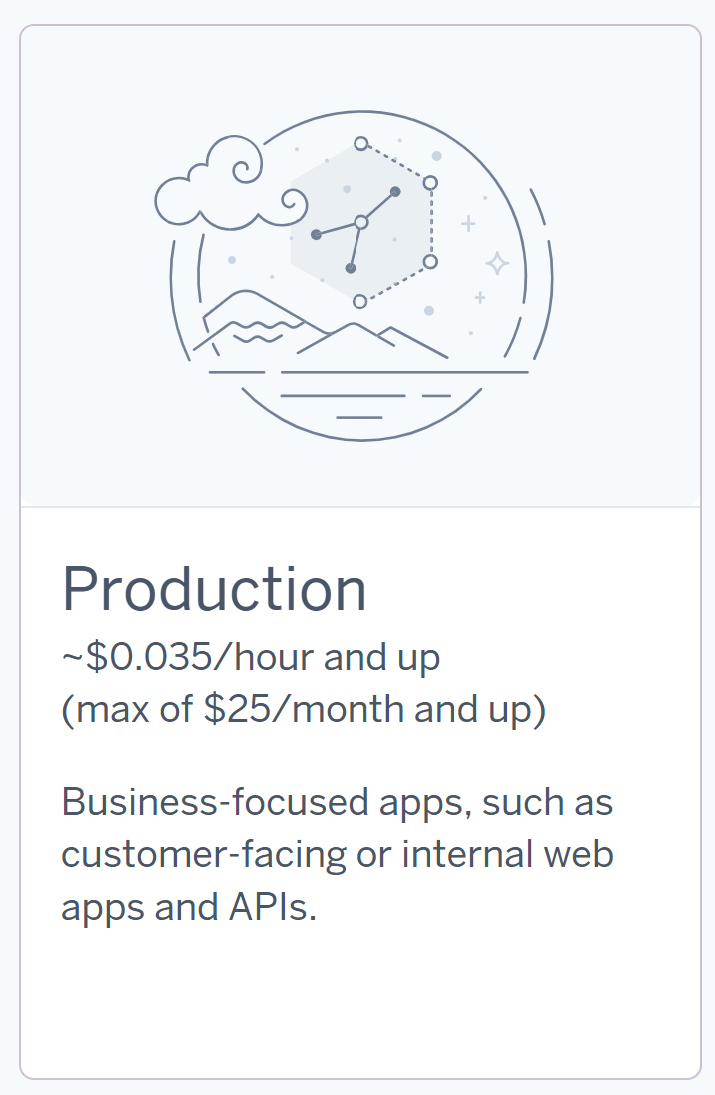 Production
~$0.035/hour and up
(max of $25/month and up)
Business-focused apps, such as
customer-facing or internal web
apps and APIs.